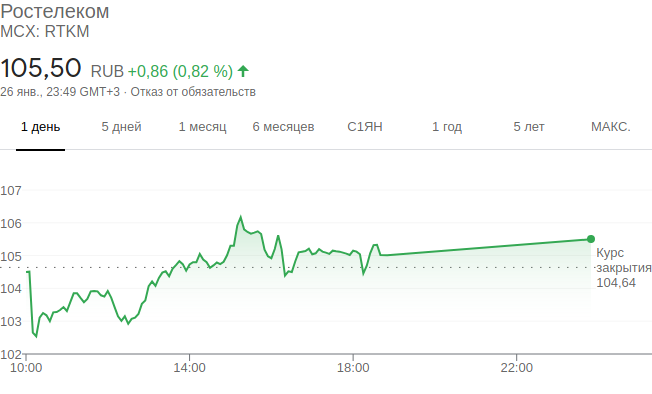 Ростелеком
MCX: RTKM
105,50 RUB +0,86 (0,82 %)
26 янв., 23:49 GMT+3 · Отказ от обязательств
1 день 5 дней 1 месяц 6 месяцев С1ЯН 1 год 5 лет МАКС.
107
106
105
104
103
102
Курс
закрытия
104,64
10:00 14:00 18:00 22:00